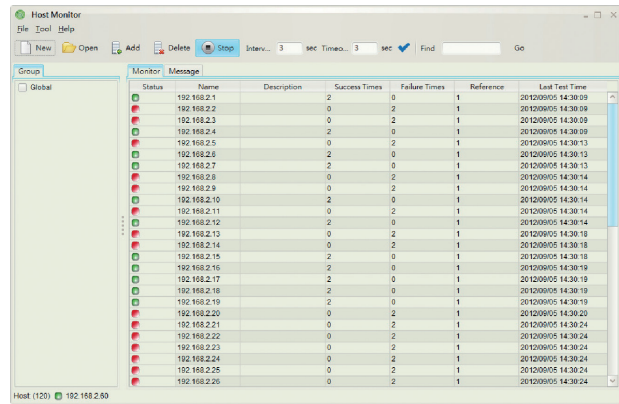 Host Monitor
File Tool Help
New Open Add Delete Stop Interv... 3 sec Timeo... 3 sec Find Go
Group Monitor Message
Global
Status Name Description Success Times Failure Times Reference Last Test Time
192.168.2.1 2 0 1 2012/09/05 14:30:09
192.168.2.2 0 2 1 2012/09/05 14:30:09
192.168.2.3 0 2 1 2012/09/05 14:30:09
192.168.2.4 2 0 1 2012/09/05 14:30:09
192.168.2.5 0 2 1 2012/09/05 14:30:13
192.168.2.6 2 0 1 2012/09/05 14:30:13
192.168.2.7 2 0 1 2012/09/05 14:30:13
192.168.2.8 0 2 1 2012/09/05 14:30:14
192.168.2.9 0 2 1 2012/09/05 14:30:14
192.168.2.10 2 0 1 2012/09/05 14:30:14
192.168.2.11 0 2 1 2012/09/05 14:30:14
192.168.2.12 2 0 1 2012/09/05 14:30:14
192.168.2.13 0 2 1 2012/09/05 14:30:18
192.168.2.14 0 2 1 2012/09/05 14:30:18
192.168.2.15 2 0 1 2012/09/05 14:30:18
192.168.2.16 2 0 1 2012/09/05 14:30:19
192.168.2.17 2 0 1 2012/09/05 14:30:19
192.168.2.18 2 0 1 2012/09/05 14:30:19
192.168.2.19 2 0 1 2012/09/05 14:30:19
192.168.2.20 0 2 1 2012/09/05 14:30:20
192.168.2.21 0 2 1 2012/09/05 14:30:24
192.168.2.22 0 2 1 2012/09/05 14:30:24
192.168.2.23 0 2 1 2012/09/05 14:30:24
192.168.2.24 0 2 1 2012/09/05 14:30:24
192.168.2.25 0 2 1 2012/09/05 14:30:24
192.168.2.26 0 2 1 2012/09/05 14:30:24
Host (120) 192.168.2.60